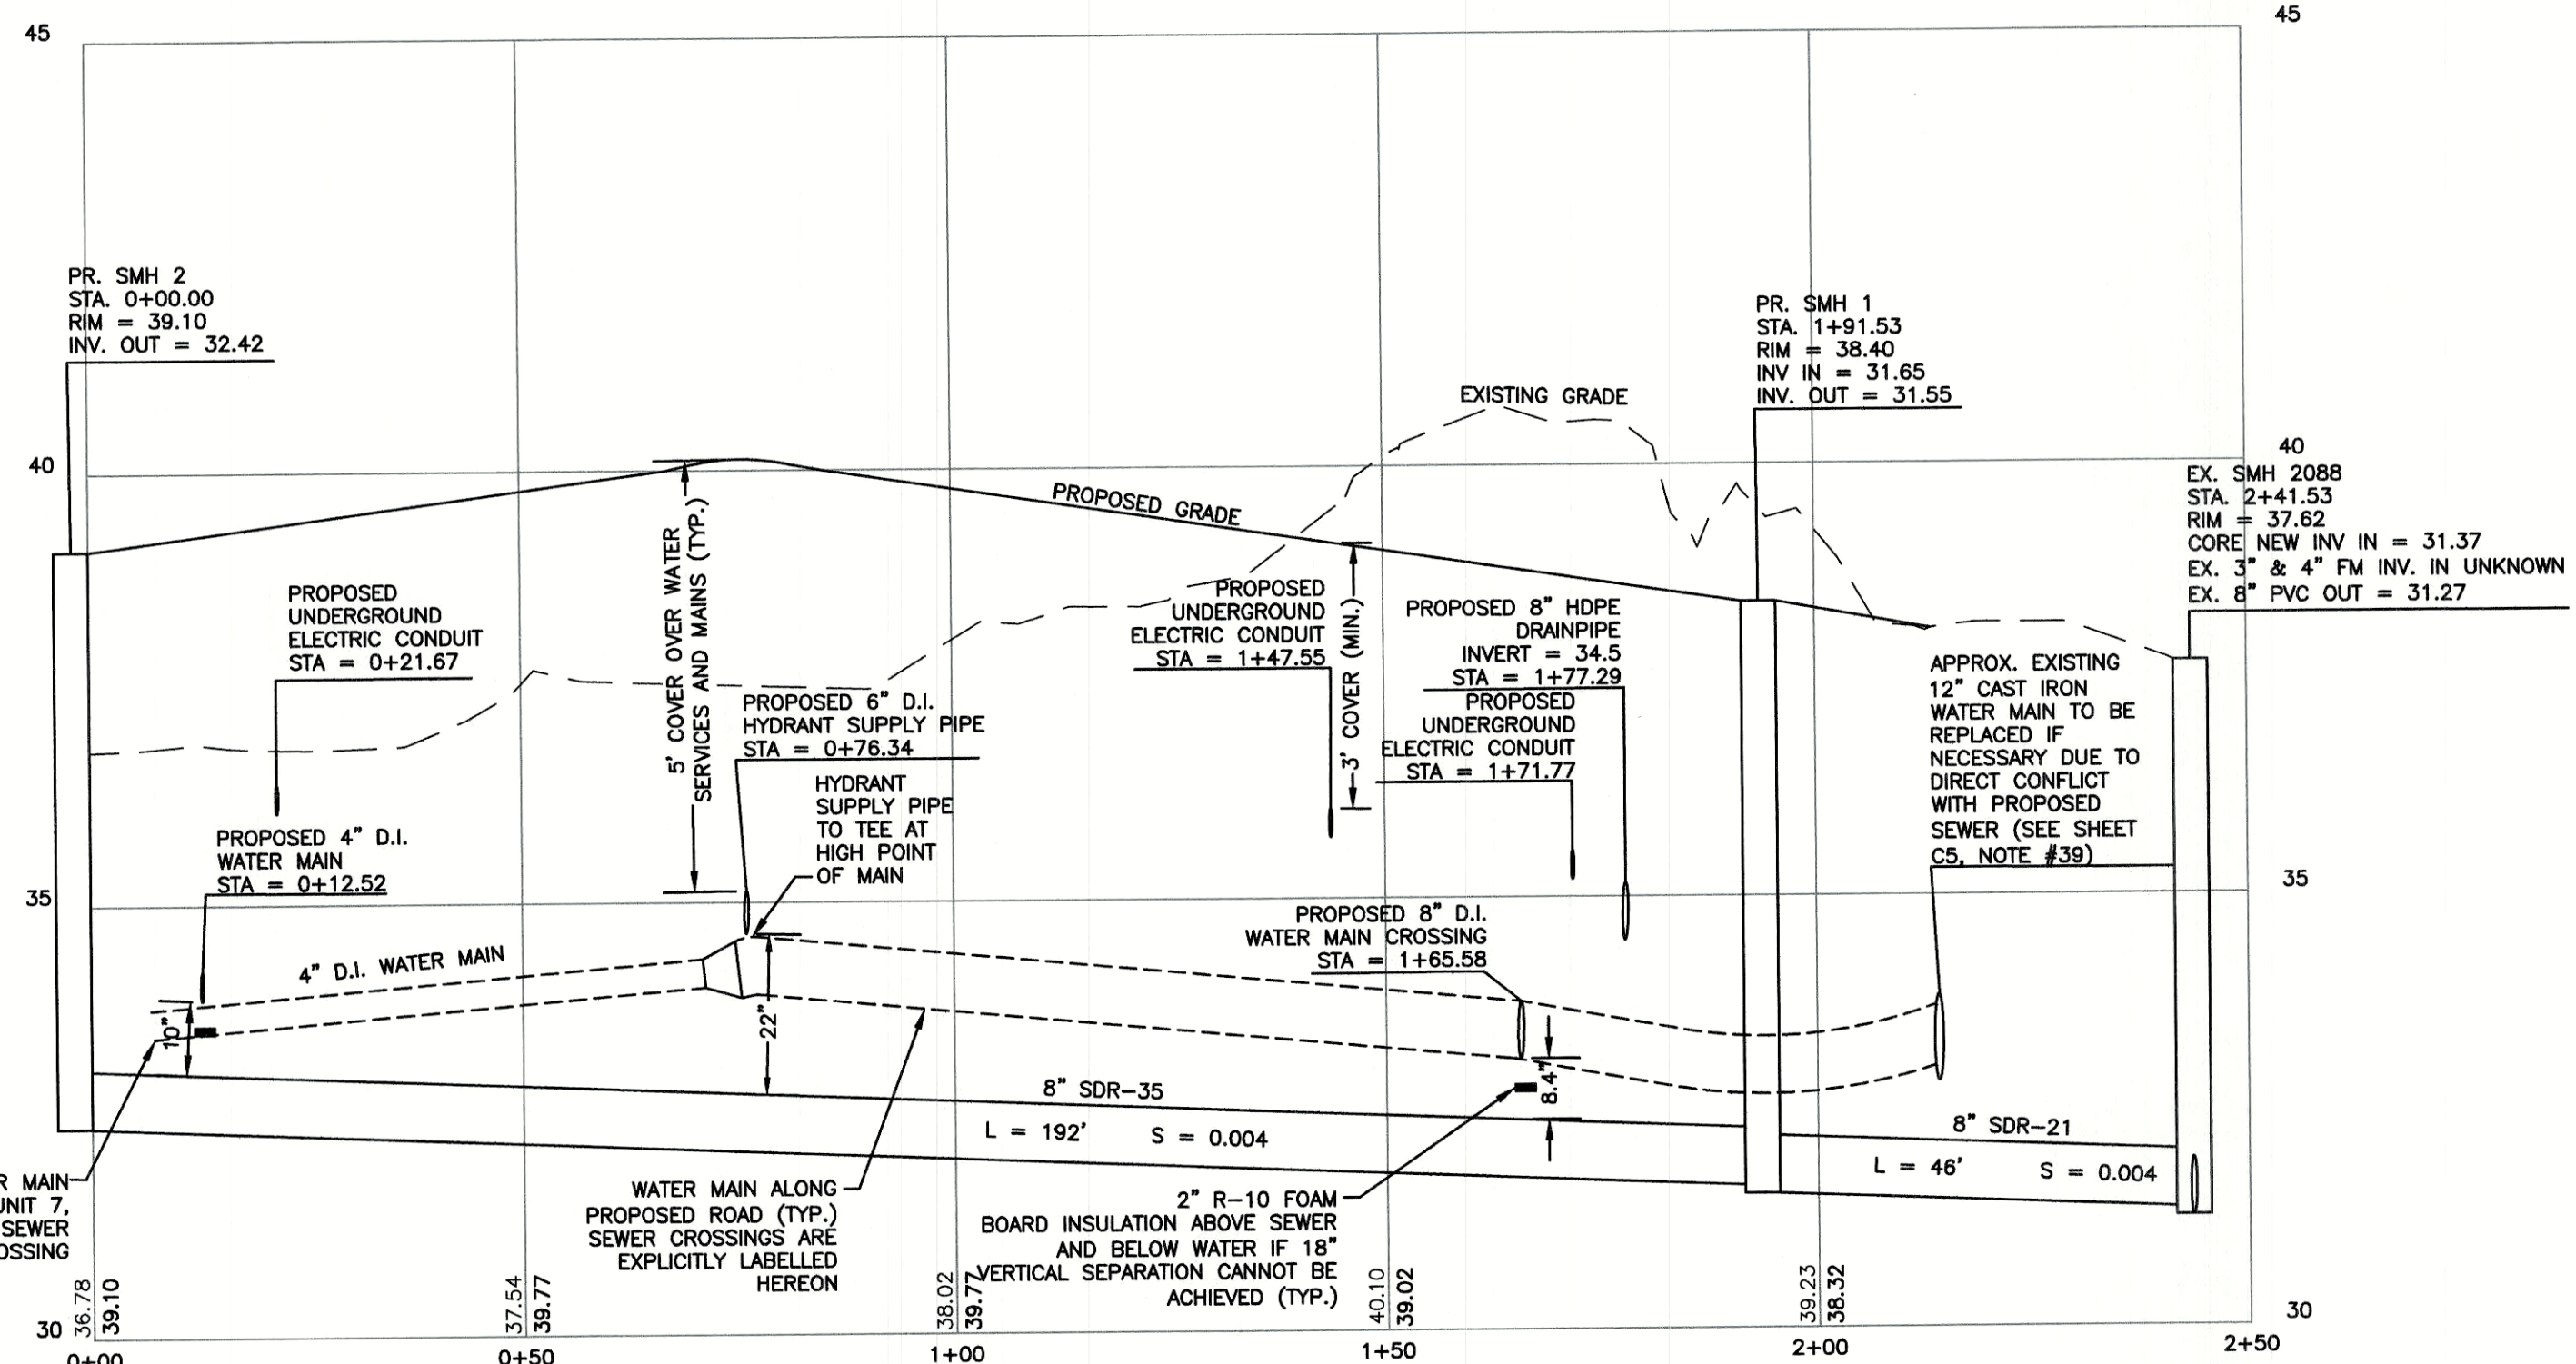 45
45
PR. SMH 2
STA. 0+00.00
RIM = 39.10
INV. OUT = 32.42
PR. SMH 1
STA. 1+91.53
RIM = 38.40
INV IN = 31.65
INV. OUT = 31.55
EXISTING GRADE
40
40
EX. SMH 2088
STA. 2+41.53
RIM = 37.62
CORE NEW INV IN = 31.37
EX. 3" & 4" FM INV. IN UNKNOWN
EX. 8" PVC OUT = 31.27
PROPOSED GRADE
5' COVER OVER WATER
SERVICES AND MAINS (TYP.)
PROPOSED
UNDERGROUND
ELECTRIC CONDUIT
STA = 0+21.67
PROPOSED
UNDERGROUND
ELECTRIC CONDUIT
STA = 1+47.55
3' COVER (MIN.)
PROPOSED 8" HDPE
DRAINPIPE
INVERT = 34.5
STA = 1+77.29
PROPOSED
UNDERGROUND
ELECTRIC CONDUIT
STA = 1+71.77
APPROX. EXISTING
12" CAST IRON
WATER MAIN TO BE
REPLACED IF
NECESSARY DUE TO
DIRECT CONFLICT
WITH PROPOSED
SEWER (SEE SHEET
C5, NOTE #39)
PROPOSED 6" D.I.
HYDRANT SUPPLY PIPE
STA = 0+76.34
HYDRANT
SUPPLY PIPE
TO TEE AT
HIGH POINT
OF MAIN
PROPOSED 4" D.I.
WATER MAIN
STA = 0+12.52
35
35
PROPOSED 8" D.I.
WATER MAIN CROSSING
STA = 1+65.58
4" D.I. WATER MAIN
10"
22"
8.4"
8" SDR-35
L = 192' S = 0.004
8" SDR-21
L = 46' S = 0.004
MAIN
UNIT 7,
SEWER
WATER MAIN ALONG
PROPOSED ROAD (TYP.)
SEWER CROSSINGS ARE
EXPLICITLY LABELLED
HEREON
2" R-10 FOAM
BOARD INSULATION ABOVE SEWER
AND BELOW WATER IF 18"
VERTICAL SEPARATION CANNOT BE
ACHIEVED (TYP.)
36.78
39.10
37.54
39.77
38.02
39.77
40.10
39.02
39.23
38.32
30
30
0+00
0+50
1+00
1+50
2+00
2+50